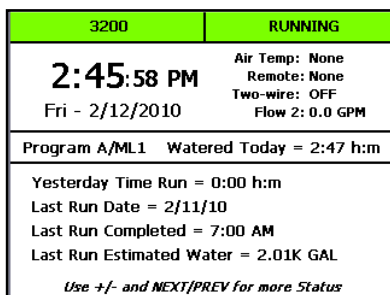 3200 RUNNING
2:45:58 PM
Fri - 2/12/2010
Air Temp: None
Remote: None
Two-wire: OFF
Flow 2: 0.0 GPM
Program A/ML1 Watered Today = 2:47 h:m
Yesterday Time Run = 0:00 h:m
Last Run Date = 2/11/10
Last Run Completed = 7:00 AM
Last Run Estimated Water = 2.01K GAL
Use +/- and NEXT/PREV for more Status